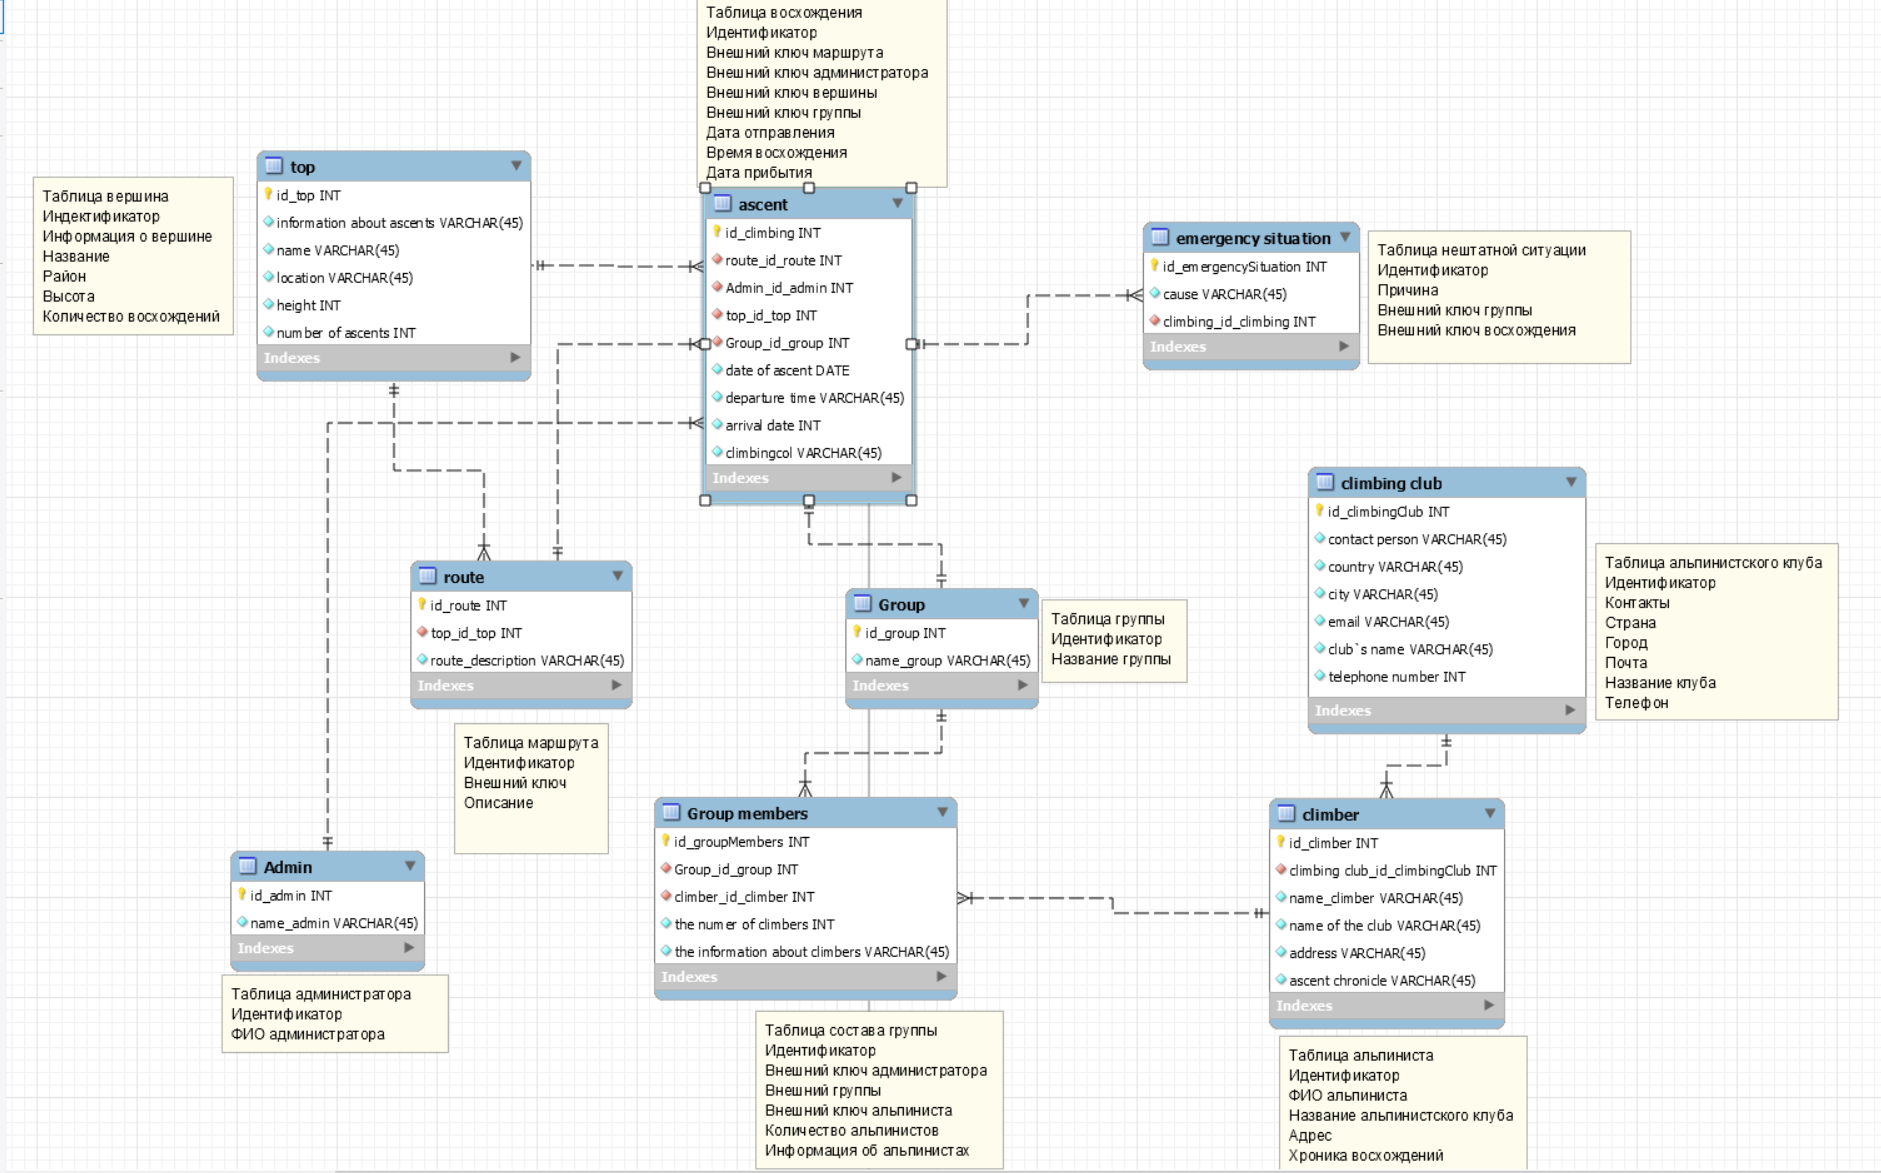 Таблица восхождения
Идентификатор
Внешний ключ маршрута
Внешний ключ администратора
Внешний ключ вершины
Внешний ключ группы
Дата отправления
Время восхождения
Дата прибытия
Таблица вершина
Индектификатор
Информация о вершине
Название
Район
Высота
Количество восхождений
top
id_top INT
information about ascents VARCHAR(45)
name VARCHAR(45)
location VARCHAR(45)
height INT
number of ascents INT
Indexes
ascent
id_climbing INT
route_id_route INT
Admin_id_admin INT
top_id_top INT
Group_id_group INT
date of ascent DATE
departure time VARCHAR(45)
arrival date INT
climbingcol VARCHAR(45)
Indexes
emergency situation
id_emergencySituation INT
cause VARCHAR(45)
climbing_id_climbing INT
Indexes
Таблица нештатной ситуации
Идентификатор
Причина
Внешний ключ группы
Внешний ключ восхождения
climbing club
id_climbingClub INT
contact person VARCHAR(45)
country VARCHAR(45)
city VARCHAR(45)
email VARCHAR(45)
club`s name VARCHAR(45)
telephone number INT
Indexes
Таблица альпинистского клуба
Идентификатор
Контакты
Страна
Город
Почта
Название клуба
Телефон
route
id_route INT
top_id_top INT
route_description VARCHAR(45)
Indexes
Таблица маршрута
Идентификатор
Внешний ключ
Описание
Group
id_group INT
name_group VARCHAR(45)
Indexes
Таблица группы
Идентификатор
Название группы
Admin
id_admin INT
name_admin VARCHAR(45)
Indexes
Таблица администратора
Идентификатор
ФИО администратора
Group members
id_groupMembers INT
Group_id_group INT
climber_id_climber INT
the numer of climbers INT
the information about climbers VARCHAR(45)
Indexes
Таблица состава группы
Идентификатор
Внешний ключ администратора
Внешний группы
Внешний ключ альпиниста
Количество альпинистов
Информация об альпинистах
climber
id_climber INT
climbing club_id_climbingClub INT
name_climber VARCHAR(45)
name of the club VARCHAR(45)
address VARCHAR(45)
ascent chronicle VARCHAR(45)
Indexes
Таблица альпиниста
Идентификатор
ФИО альпиниста
Название альпинистского клуба
Адрес
Хроника восхождений